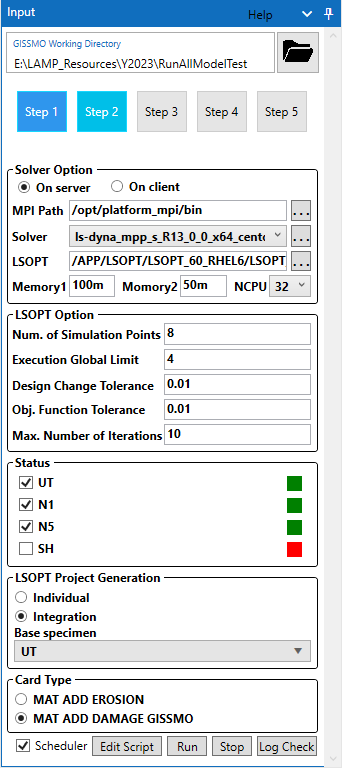 Input Help
GISSMO Working Directory
E:\LAMP_Resources\Y2023\RunAllModelTest
Step 1 Step 2 Step 3 Step 4 Step 5
Solver Option
On server On client
MPI Path /opt/platform_mpi/bin ...
Solver ls-dyna_mpp_s_R13_0_0_x64_cento ...
LSOPT /APP/LSOPT/LSOPT_60_RHEL6/LSOPT ...
Memory1 100m Momory2 50m NCPU 32
LSOPT Option
Num. of Simulation Points 8
Execution Global Limit 4
Design Change Tolerance 0.01
Obj. Function Tolerance 0.01
Max. Number of Iterations 10
Status
UT
N1
N5
SH
LSOPT Project Generation
Individual
Integration
Base specimen
UT
Card Type
MAT ADD EROSION
MAT ADD DAMAGE GISSMO
Scheduler Edit Script Run Stop Log Check